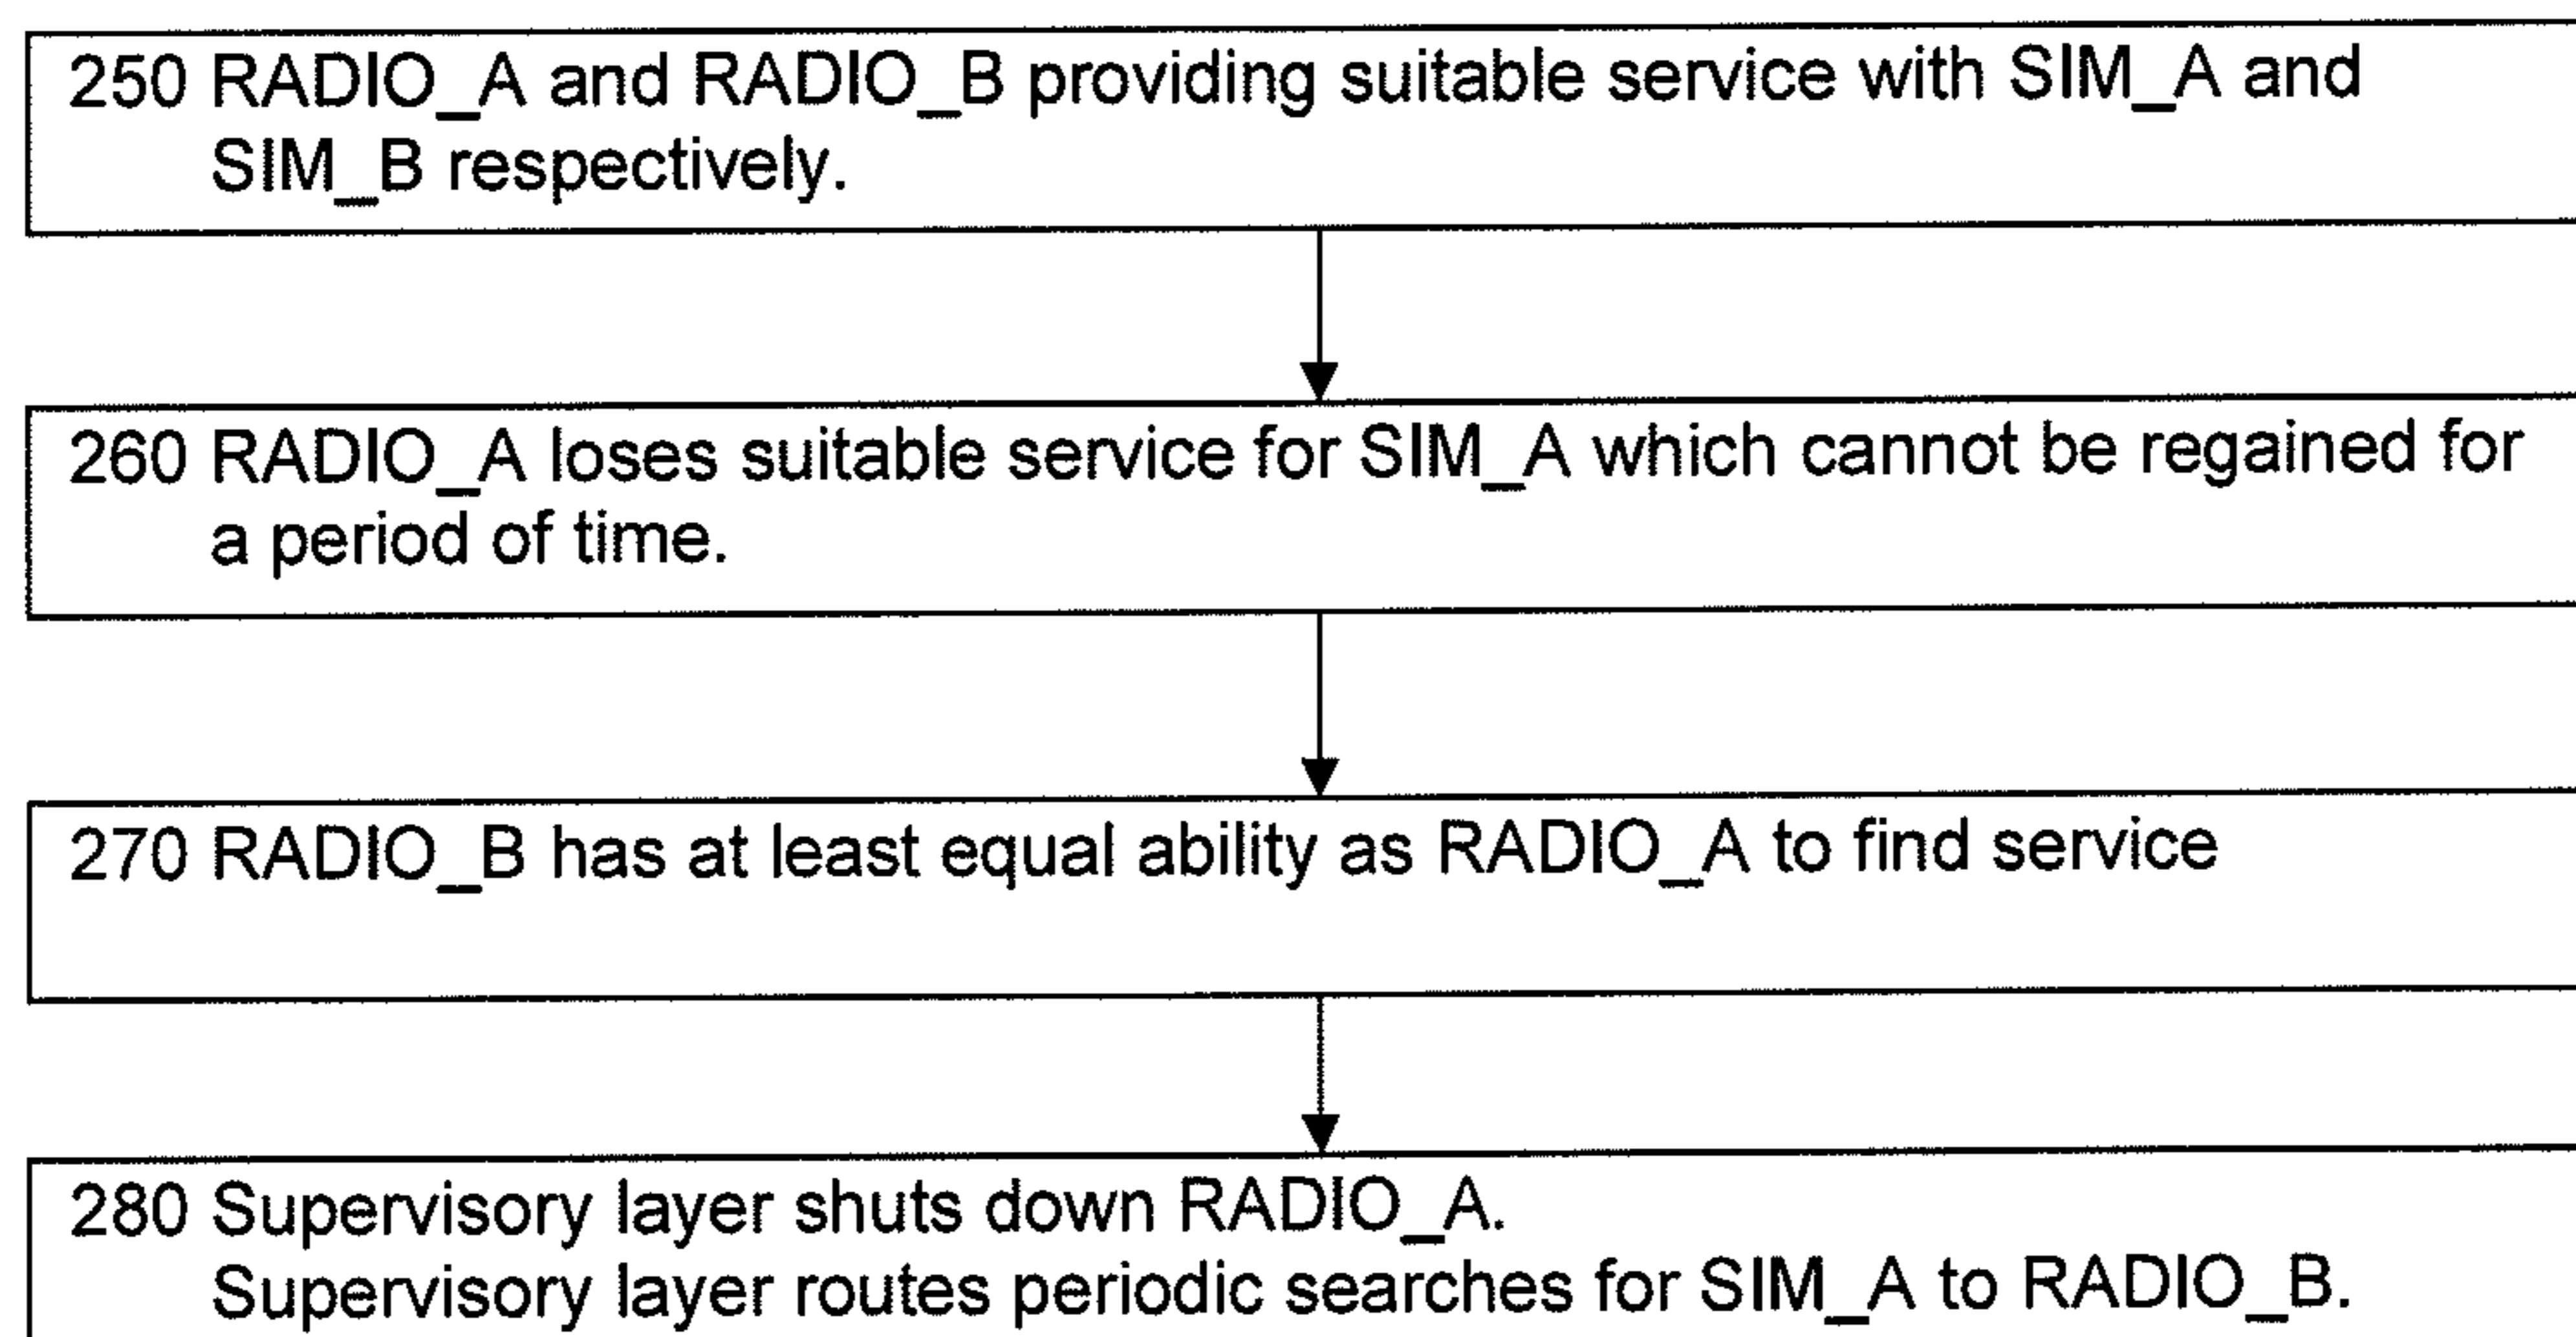 250 RADIO_A and RADIO_B providing suitable service with SIM_A and
SIM_B respectively.
260 RADIO_A loses suitable service for SIM_A which cannot be regained for
a period of time.
270 RADIO_B has at least equal ability as RADIO_A to find service
280 Supervisory layer shuts down RADIO_A.
Supervisory layer routes periodic searches for SIM_A to RADIO_B.